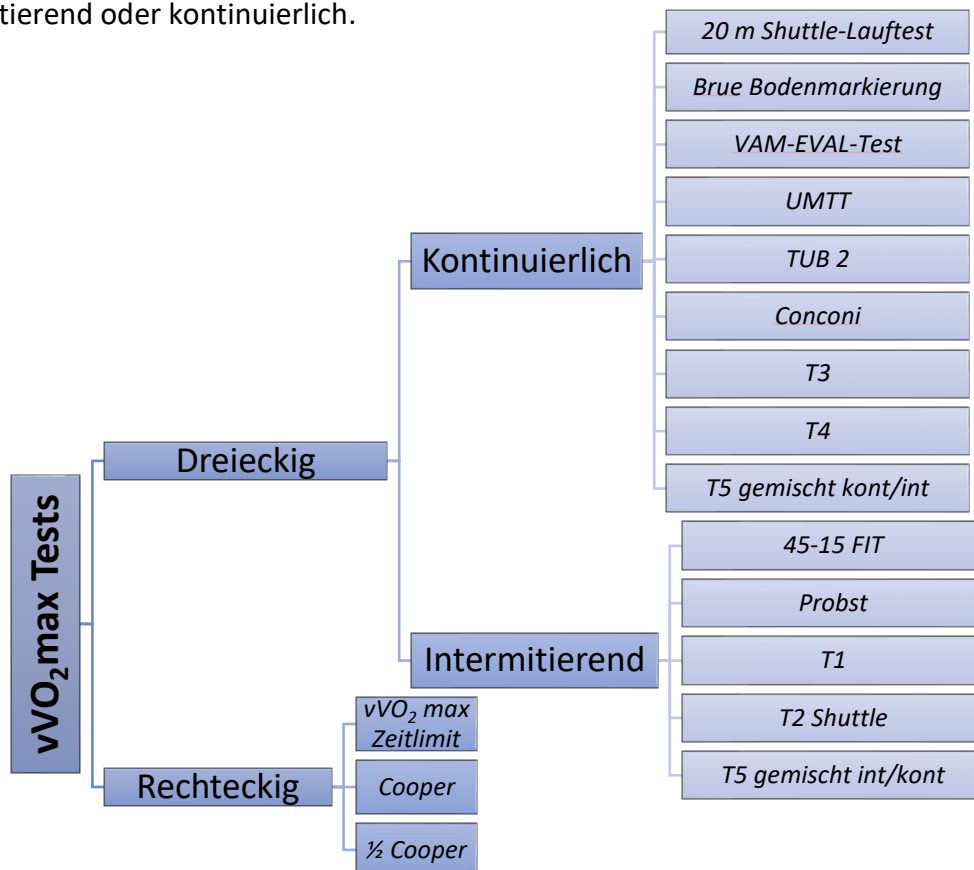 tierend oder kontinuierlich.
vVO₂max Tests
Dreieckig
Kontinuierlich
20 m Shuttle-Lauftest
Brue Bodenmarkierung
VAM-EVAL-Test
UMTT
TUB 2
Conconi
T3
T4
T5 gemischt kont/int
Intermitierend
45-15 FIT
Probst
T1
T2 Shuttle
T5 gemischt int/kont
Rechteckig
vVO₂ max
Zeitlimit
Cooper
½ Cooper